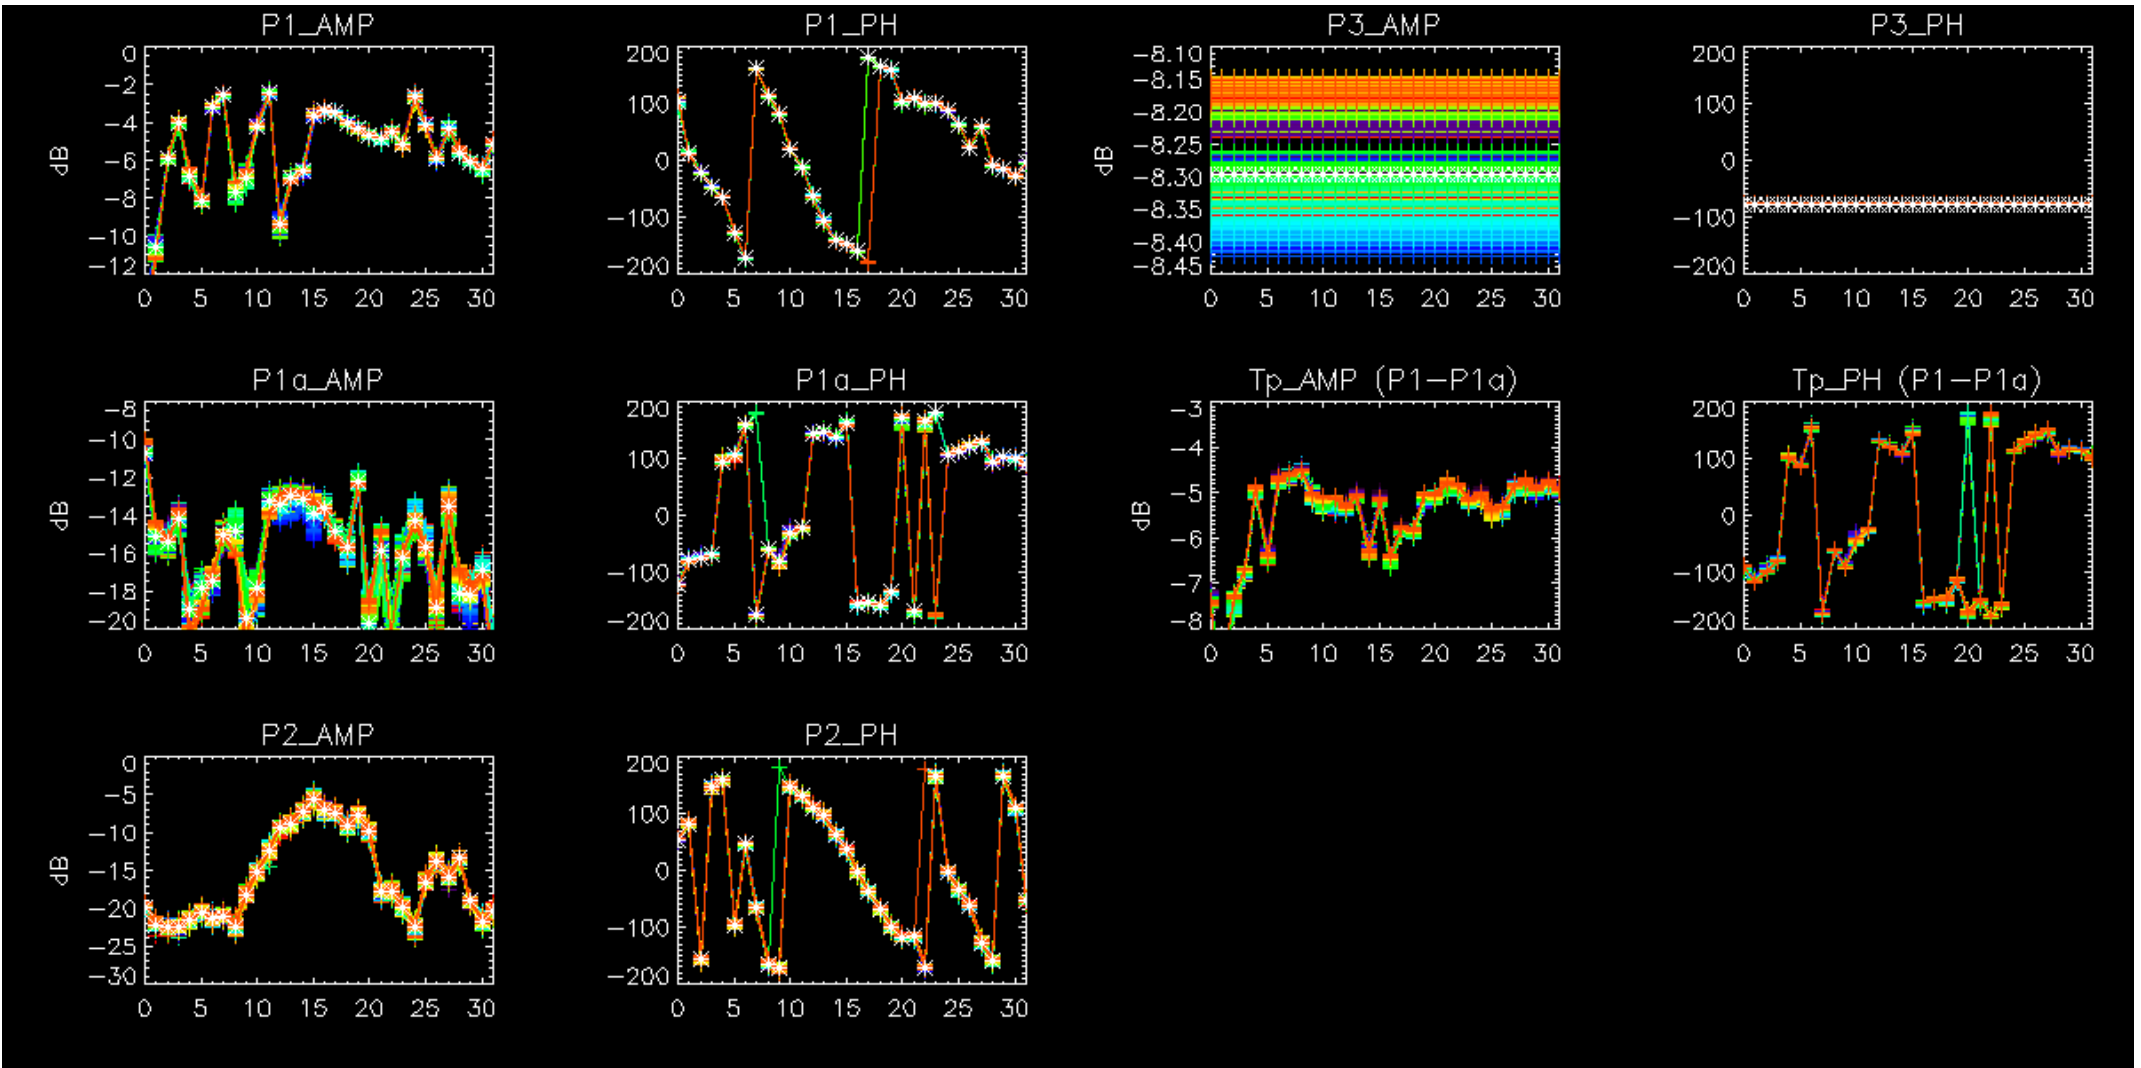 P1_AMP
P1_PH
P3_AMP
P3_PH
0
−2
−4
−6
−8
−10
−12
dB
0 5 10 15 20 25 30
200
100
0
−100
−200
0 5 10 15 20 25 30
−8.10
−8.15
−8.20
−8.25
−8.30
−8.35
−8.40
−8.45
dB
0 5 10 15 20 25 30
200
100
0
−100
−200
0 5 10 15 20 25 30
P1a_AMP
P1a_PH
Tp_AMP (P1−P1a)
Tp_PH (P1−P1a)
−8
−10
−12
−14
−16
−18
−20
dB
0 5 10 15 20 25 30
200
100
0
−100
−200
0 5 10 15 20 25 30
−3
−4
−5
−6
−7
−8
dB
0 5 10 15 20 25 30
200
100
0
−100
−200
0 5 10 15 20 25 30
P2_AMP
P2_PH
0
−5
−10
−15
−20
−25
−30
dB
0 5 10 15 20 25 30
200
100
0
−100
−200
0 5 10 15 20 25 30